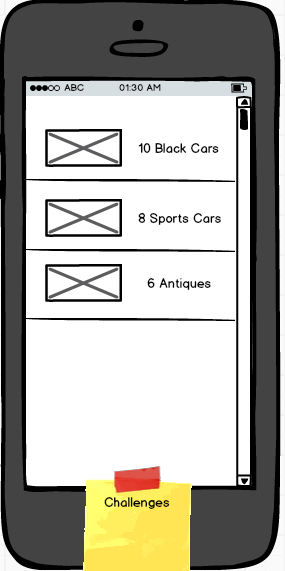 ABC 01:30 AM
10 Black Cars
8 Sports Cars
6 Antiques
Challenges